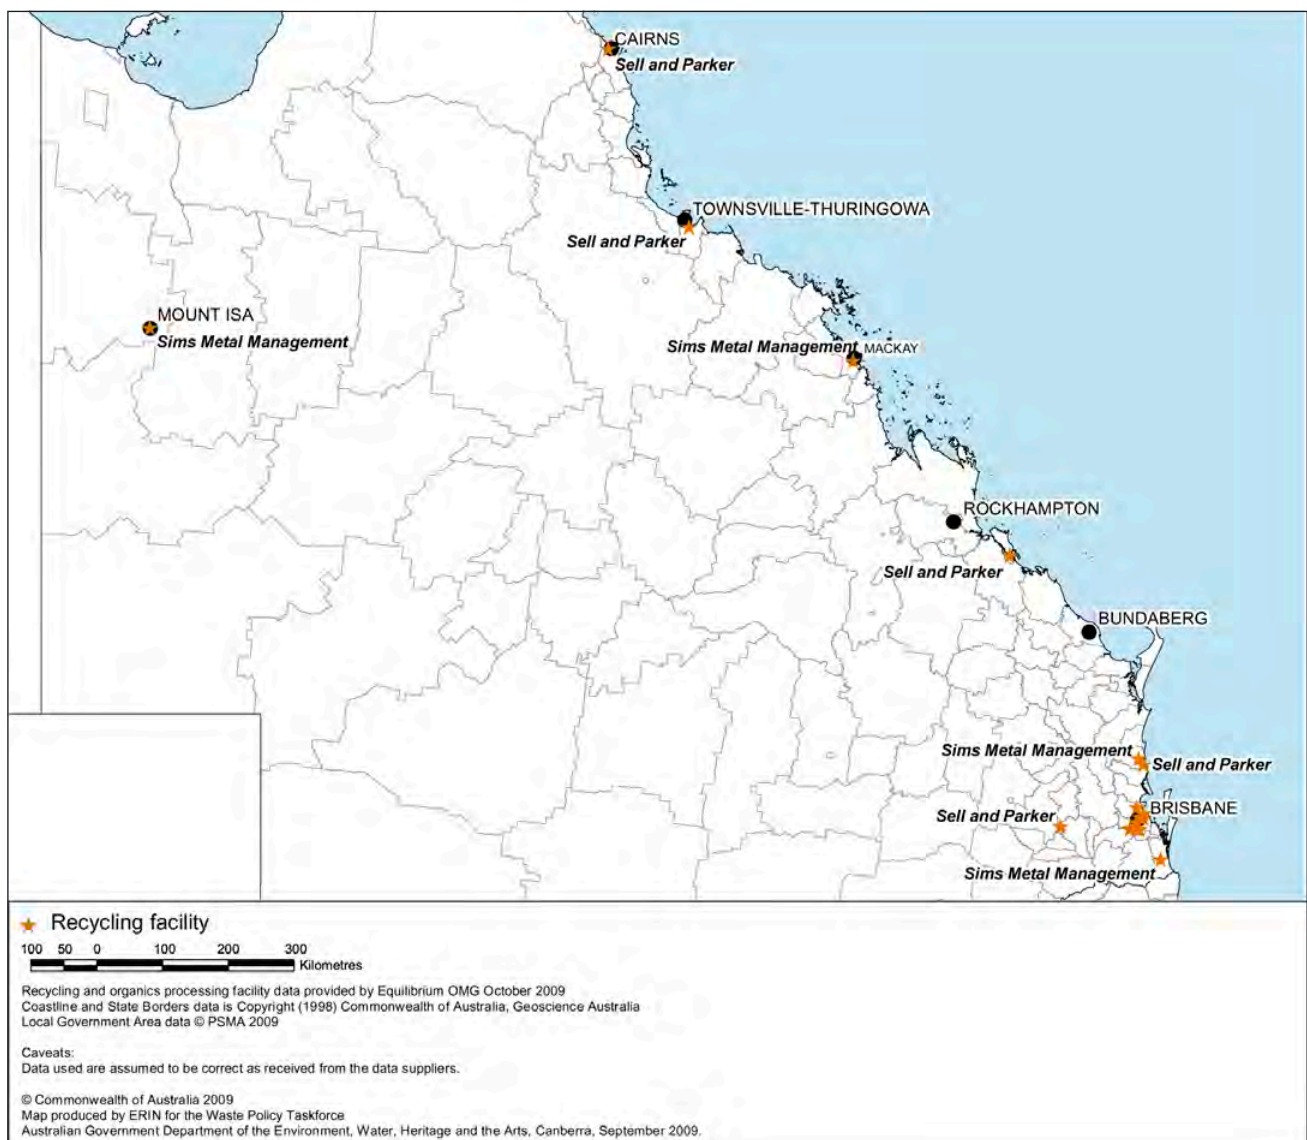 CAIRNS
Sell and Parker
TOWNSVILLE-THURINGOWA
Sell and Parker
MOUNT ISA
Sims Metal Management
Sims Metal Management MACKAY
ROCKHAMPTON
Sell and Parker
BUNDABERG
Sims Metal Management
Sell and Parker
BRISBANE
Sell and Parker
Sims Metal Management
Recycling facility
100 50 0 100 200 300
Kilometres
Recycling and organics processing facility data provided by Equilibrium OMG October 2009
Coastline and State Borders data is Copyright (1998) Commonwealth of Australia, Geoscience Australia
Local Government Area data © PSMA 2009
Caveats:
Data used are assumed to be correct as received from the data suppliers.
© Commonwealth of Australia 2009
Map produced by ERIN for the Waste Policy Taskforce
Australian Government Department of the Environment, Water, Heritage and the Arts, Canberra, September 2009.